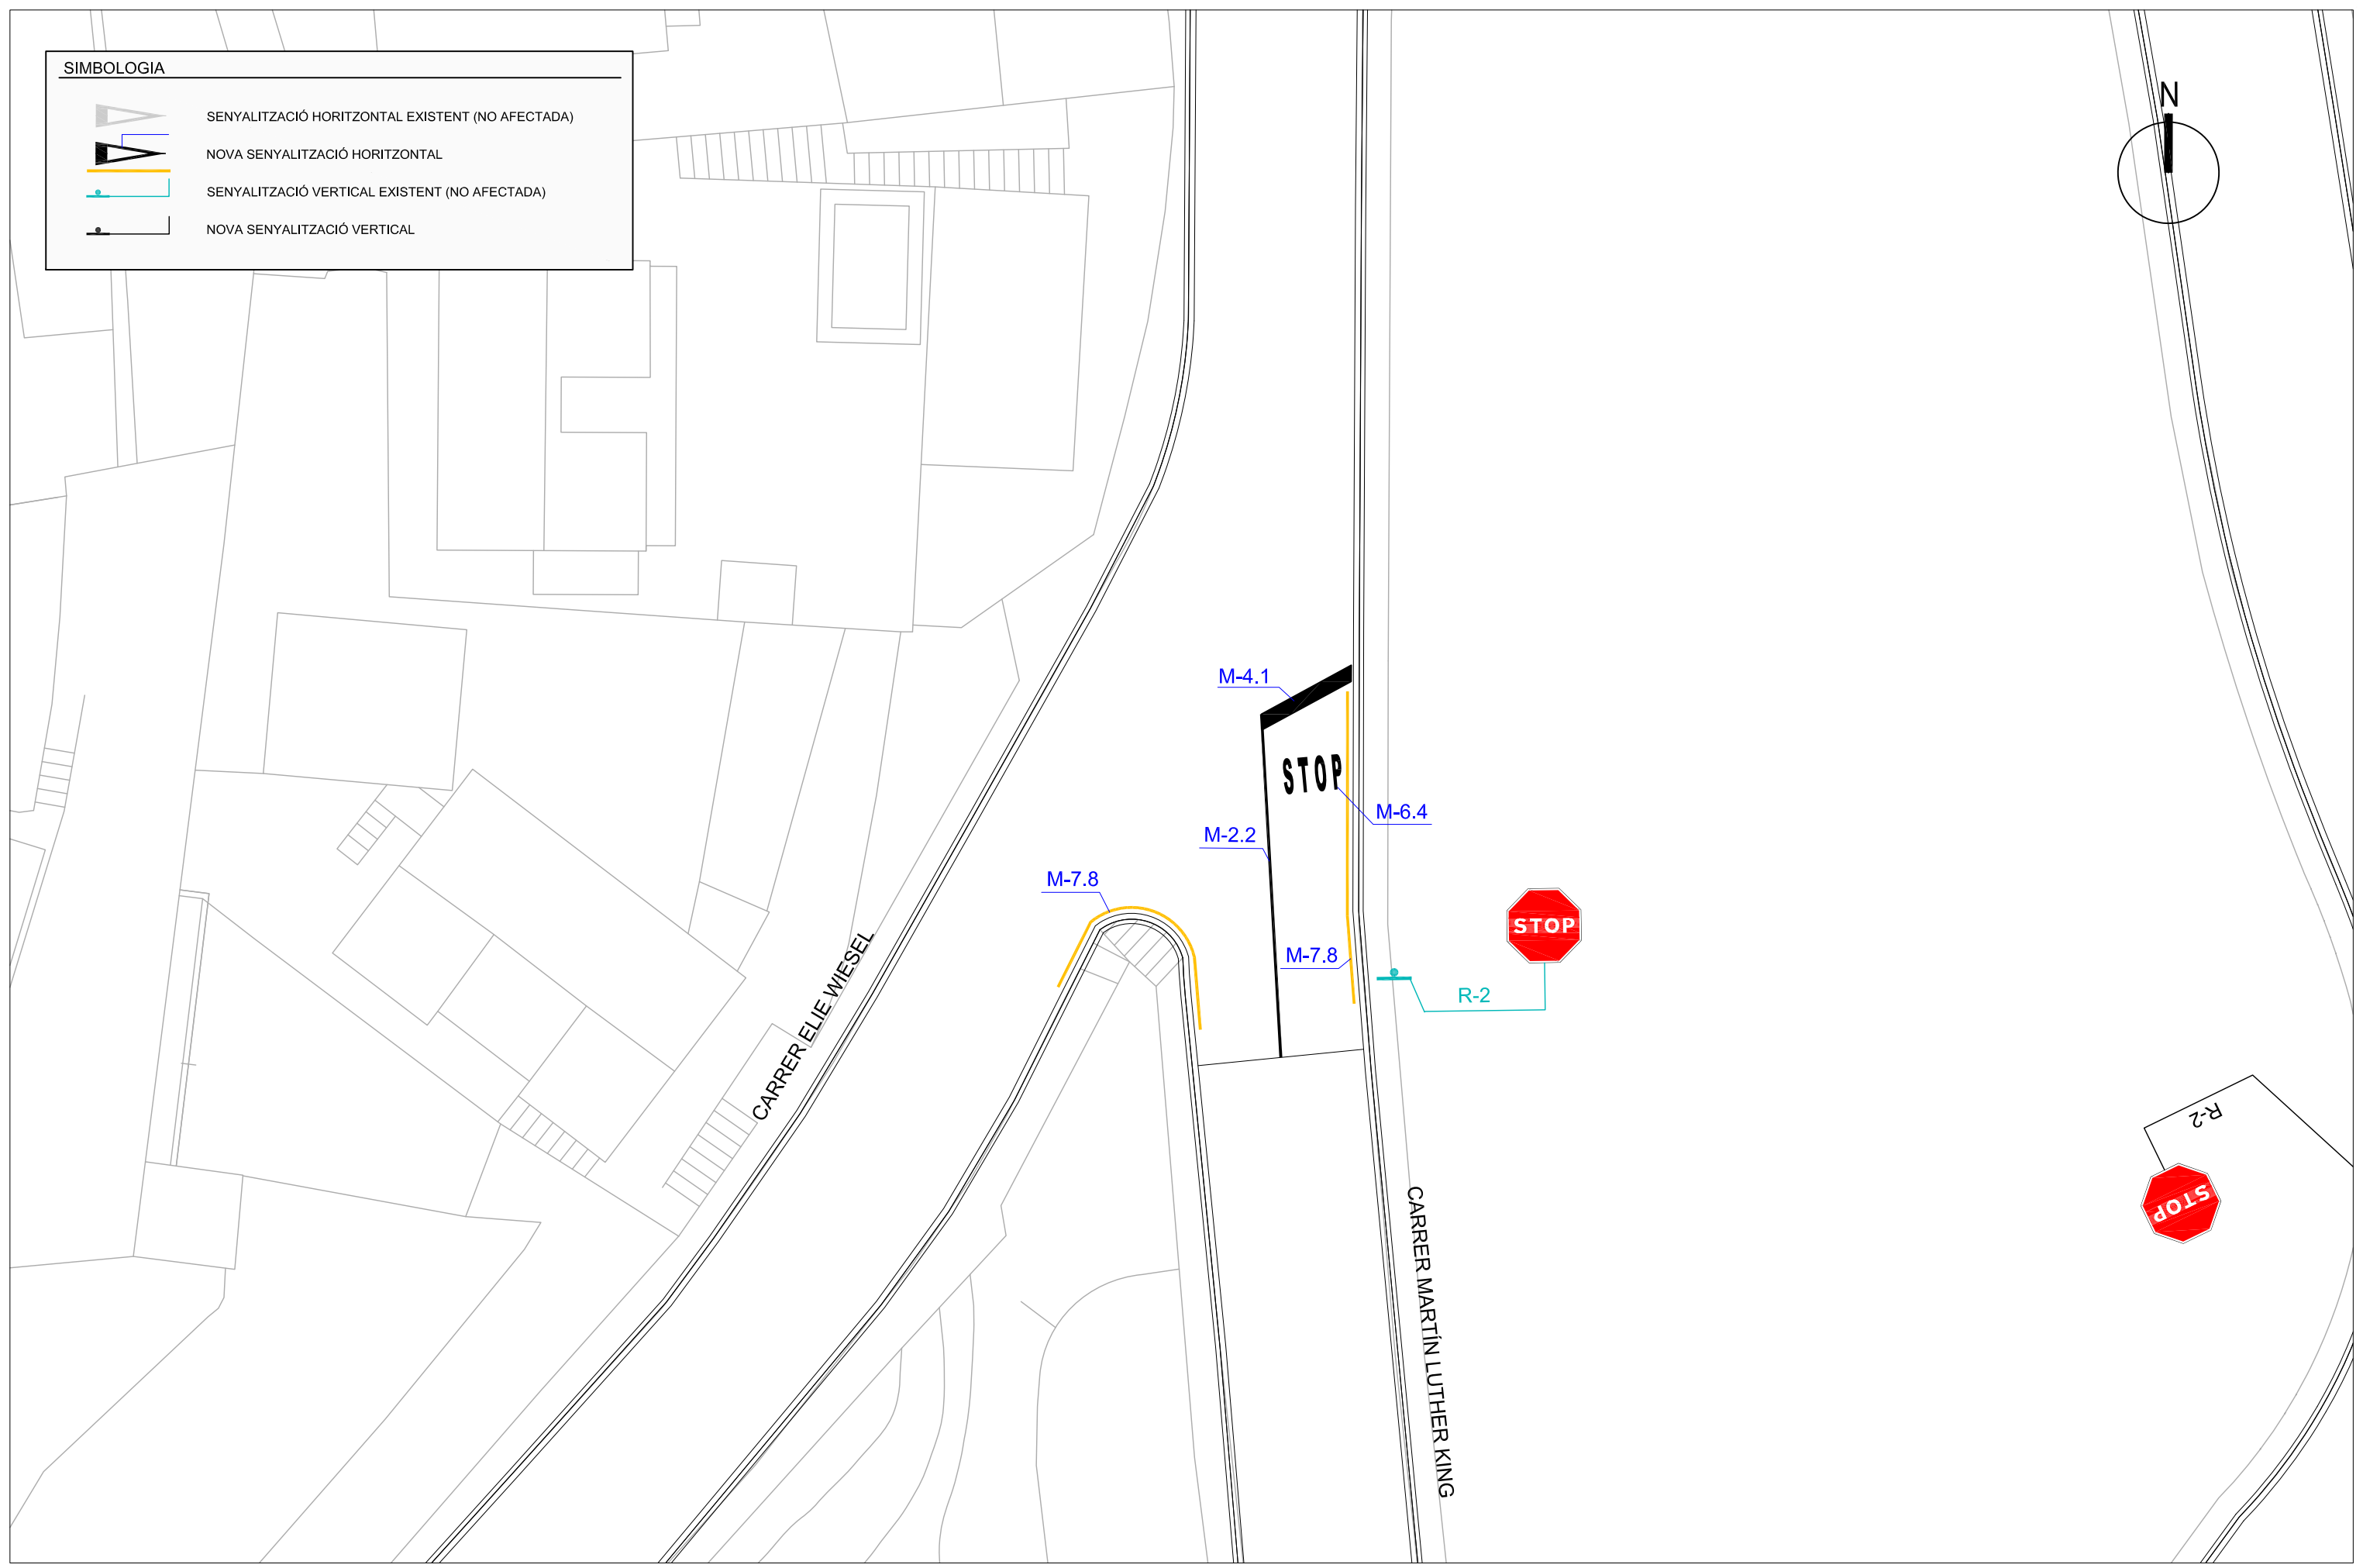 SIMBOLOGIA
SENYALITZACIÓ HORITZONTAL EXISTENT (NO AFECTADA)
NOVA SENYALITZACIÓ HORITZONTAL
SENYALITZACIÓ VERTICAL EXISTENT (NO AFECTADA)
NOVA SENYALITZACIÓ VERTICAL
N
M-4.1
STOP
M-6.4
M-2.2
M-7.8
STOP
M-7.8
R-2
CARRER ELIE WIESEL
R-2
STOP
CARRER MARTÍN LUTHER KING